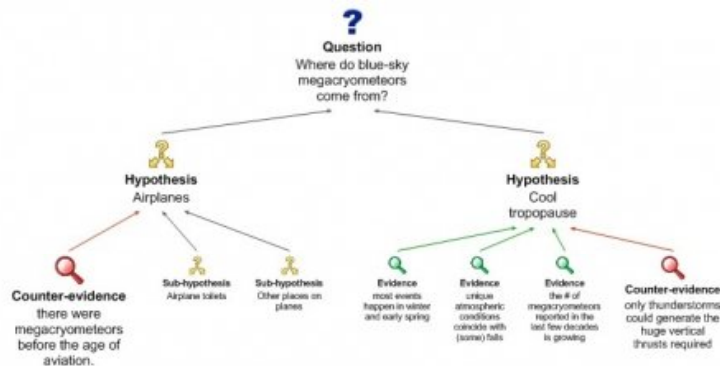 ?
Question
Where do blue-sky
megacryometeors
come from?
Hypothesis
Airplanes
Hypothesis
Cool
tropopause
Counter-evidence
there were
megacryometeors
before the age of
aviation.
Sub-hypothesis
Airplane toilets
Sub-hypothesis
Other places on
planes
Evidence
most events
happen in winter
and early spring
Evidence
unique
atmospheric
conditions
coincide with
(some) falls
Evidence
the # of
megacryometeors
reported in the
last few decades
is growing
Counter-evidence
only thunderstorms
could generate the
huge vertical
thrusts required